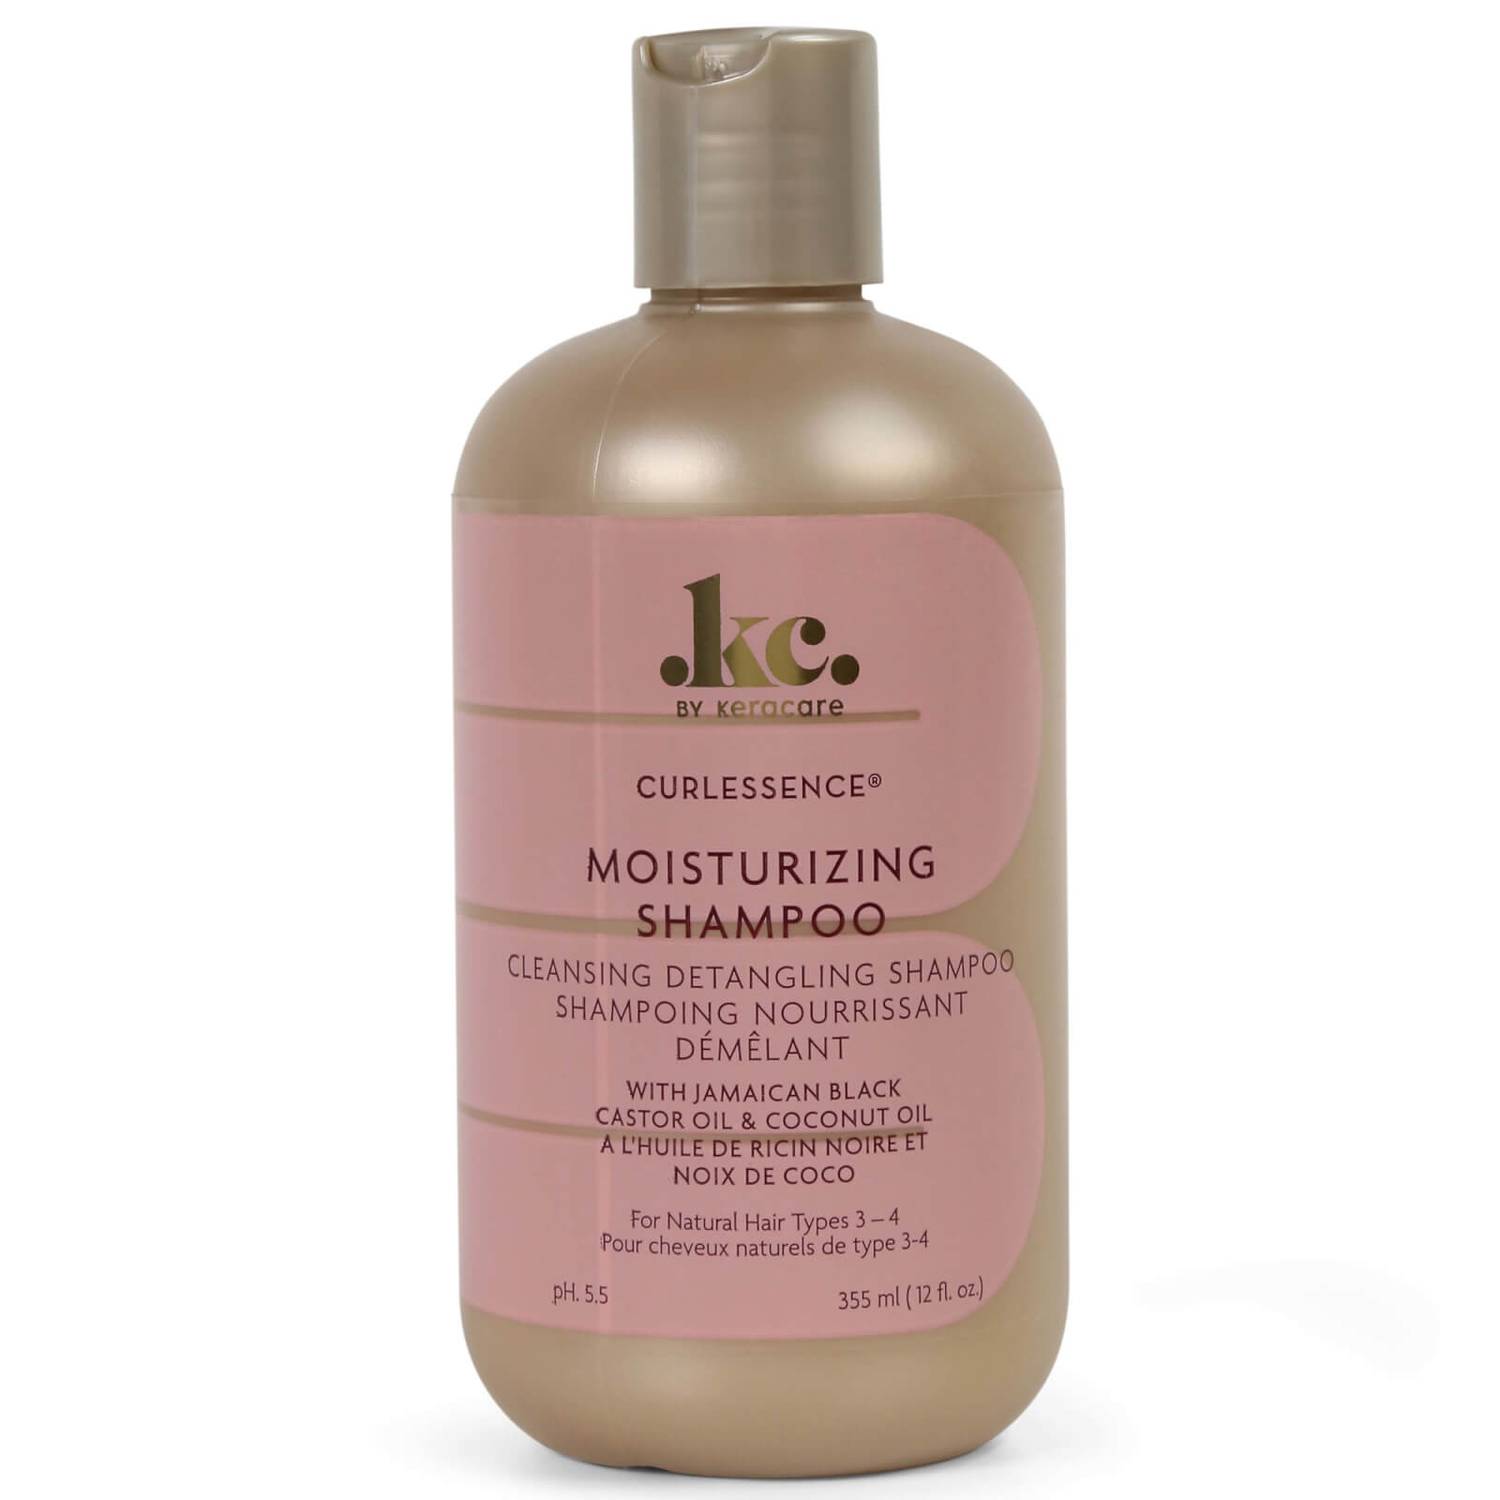 .kc.
BY Keracare
CURLESSENCE®
MOISTURIZING
SHAMPOO
CLEANSING DETANGLING SHAMPOO
SHAMPOING NOURRISSANT
DÉMÊLANT
WITH JAMAICAN BLACK
CASTOR OIL & COCONUT OIL
A L'HUILE DE RICIN NOIRE ET
NOIX DE COCO
For Natural Hair Types 3 – 4
Pour cheveux naturels de type 3-4
pH. 5.5
355 ml ( 12 fl. oz.)